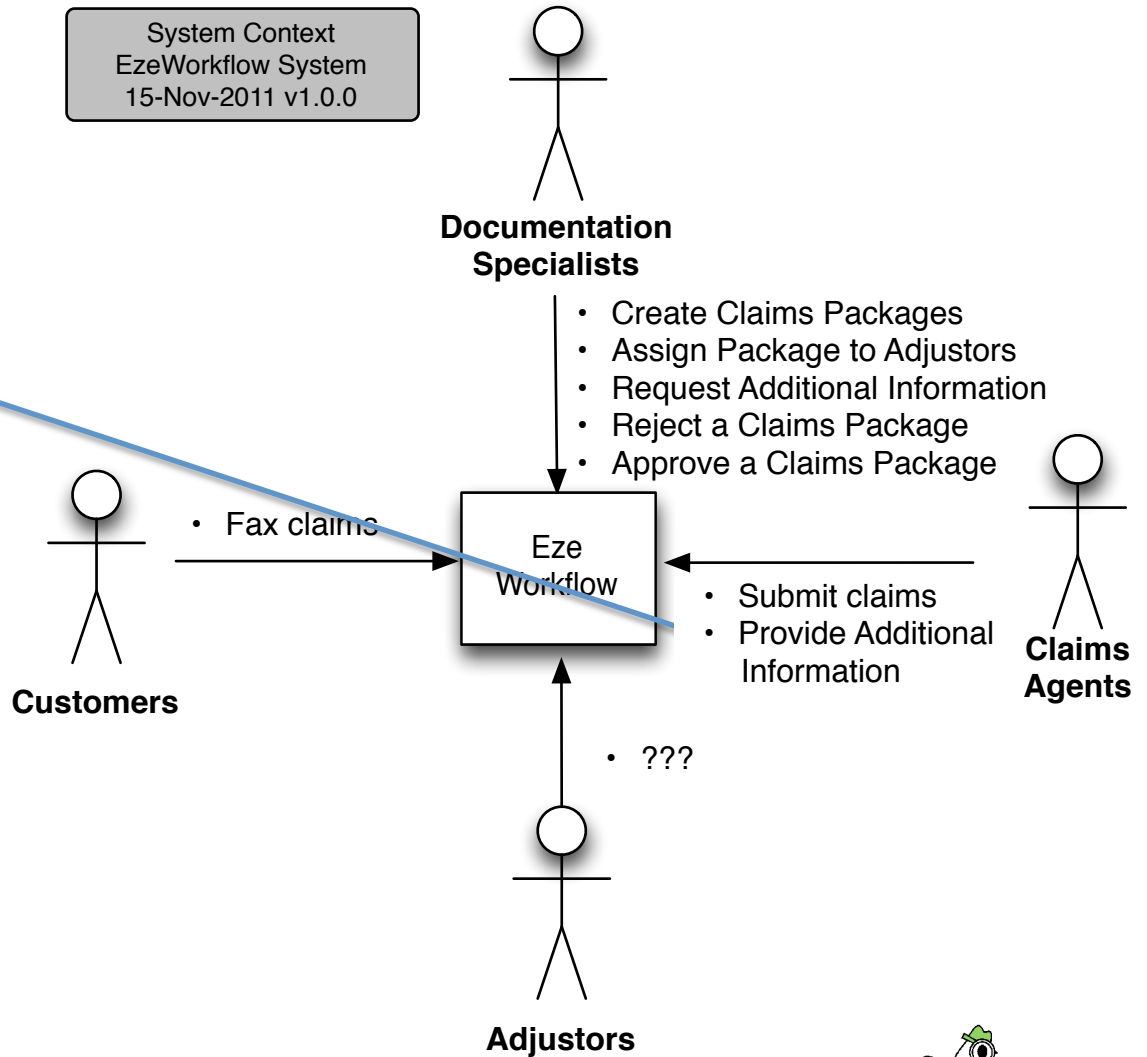 System Context
EzeWorkflow System
15-Nov-2011 v1.0.0
Documentation
Specialists
• Create Claims Packages
• Assign Package to Adjustors
• Request Additional Information
• Reject a Claims Package
• Approve a Claims Package
• Fax claims
Customers
Eze
Workflow
• Submit claims
• Provide Additional
Information
Claims
Agents
• ???
Adjustors